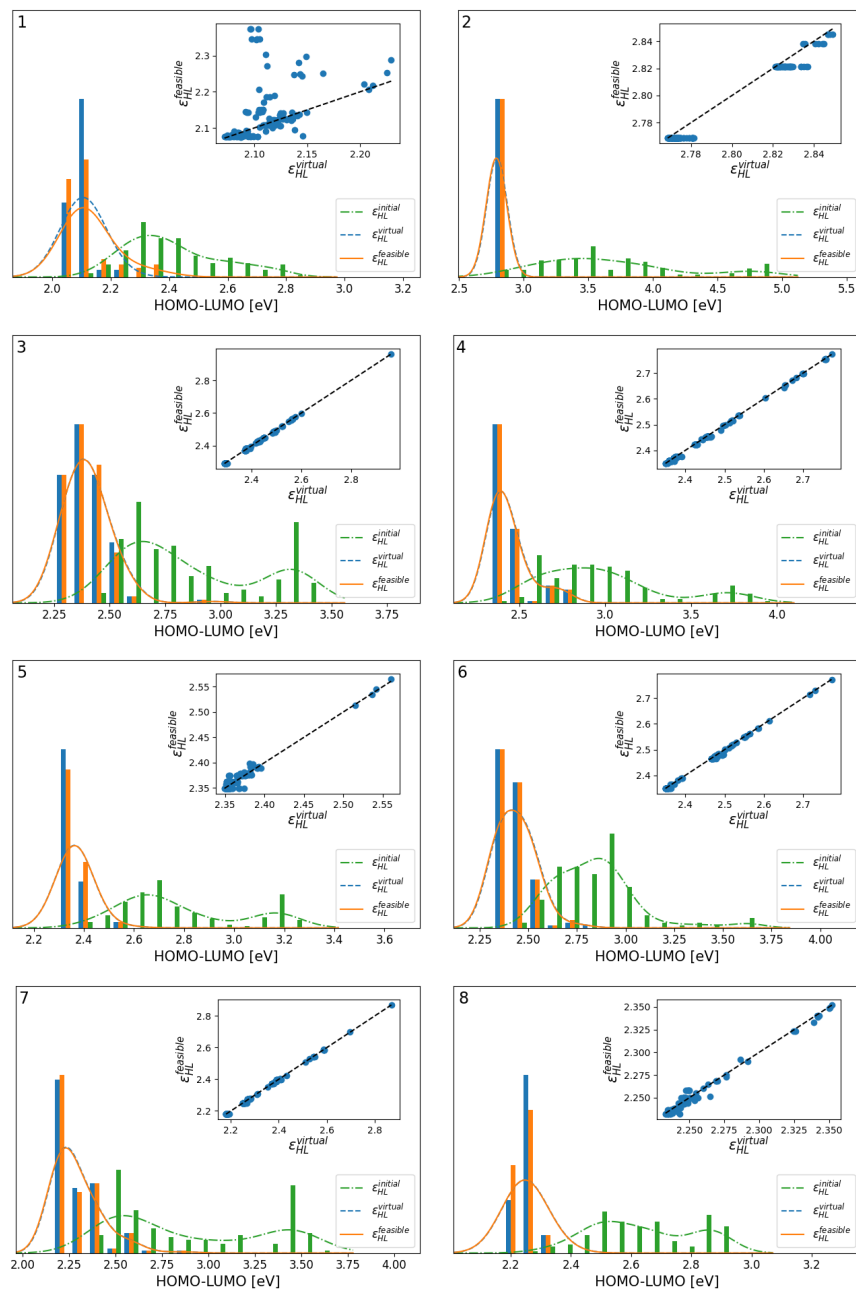 1
ε_HL^feasible
2.3
2.2
2.1
2.10 2.15 2.20
ε_HL^virtual
ε_HL^initial
ε_HL^virtual
ε_HL^feasible
2.0 2.2 2.4 2.6 2.8 3.0 3.2
HOMO-LUMO [eV]
2
ε_HL^feasible
2.84
2.82
2.80
2.78
2.78 2.80 2.82 2.84
ε_HL^virtual
ε_HL^initial
ε_HL^virtual
ε_HL^feasible
2.5 3.0 3.5 4.0 4.5 5.0 5.5
HOMO-LUMO [eV]
3
ε_HL^feasible
2.8
2.6
2.4
2.4 2.6 2.8
ε_HL^virtual
ε_HL^initial
ε_HL^virtual
ε_HL^feasible
2.25 2.50 2.75 3.00 3.25 3.50 3.75
HOMO-LUMO [eV]
4
ε_HL^feasible
2.7
2.6
2.5
2.4
2.4 2.5 2.6 2.7
ε_HL^virtual
ε_HL^initial
ε_HL^virtual
ε_HL^feasible
2.5 3.0 3.5 4.0
HOMO-LUMO [eV]
5
ε_HL^feasible
2.55
2.50
2.45
2.40
2.35
2.35 2.40 2.45 2.50 2.55
ε_HL^virtual
ε_HL^initial
ε_HL^virtual
ε_HL^feasible
2.2 2.4 2.6 2.8 3.0 3.2 3.4 3.6
HOMO-LUMO [eV]
6
ε_HL^feasible
2.7
2.6
2.5
2.4
2.4 2.5 2.6 2.7
ε_HL^virtual
ε_HL^initial
ε_HL^virtual
ε_HL^feasible
2.25 2.50 2.75 3.00 3.25 3.50 3.75 4.00
HOMO-LUMO [eV]
7
ε_HL^feasible
2.8
2.6
2.4
2.2
2.2 2.4 2.6 2.8
ε_HL^virtual
ε_HL^initial
ε_HL^virtual
ε_HL^feasible
2.00 2.25 2.50 2.75 3.00 3.25 3.50 3.75 4.00
HOMO-LUMO [eV]
8
ε_HL^feasible
2.350
2.325
2.300
2.275
2.250
2.250 2.275 2.300 2.325 2.350
ε_HL^virtual
ε_HL^initial
ε_HL^virtual
ε_HL^feasible
2.2 2.4 2.6 2.8 3.0 3.2
HOMO-LUMO [eV]